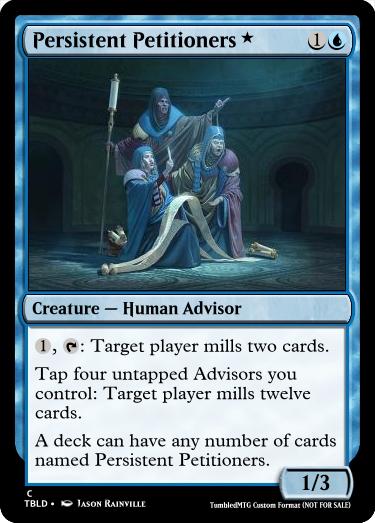 Persistent Petitioners ★ 1
Creature — Human Advisor
1, : Target player mills two cards.
Tap four untapped Advisors you
control: Target player mills twelve
cards.
A deck can have any number of cards
named Persistent Petitioners.
1/3
C
TBLD • Jason Rainville
TumbledMTG Custom Format (NOT FOR SALE)